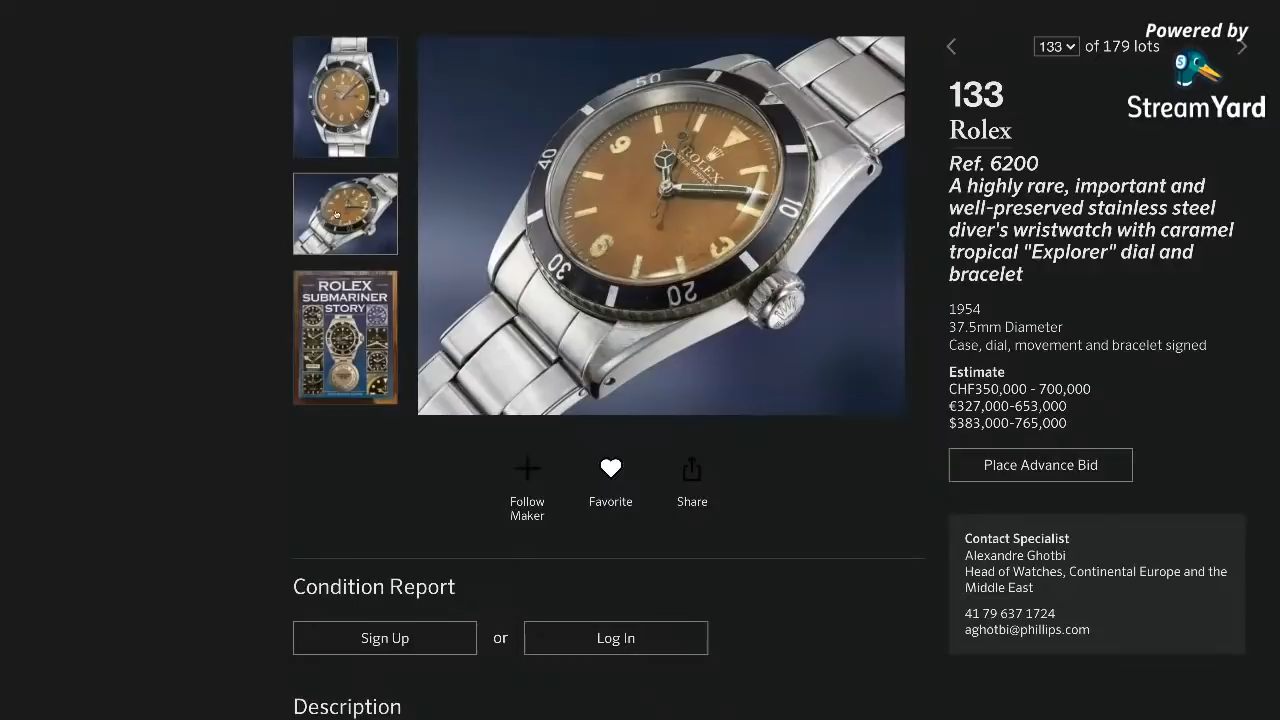 133 of 179 lots
Powered by
StreamYard
133
Rolex
Ref. 6200
A highly rare, important and
well-preserved stainless steel
diver's wristwatch with caramel
tropical "Explorer" dial and
bracelet
1954
37.5mm Diameter
Case, dial, movement and bracelet signed
Estimate
CHF350,000 - 700,000
€327,000-653,000
$383,000-765,000
Place Advance Bid
Contact Specialist
Alexandre Ghotbi
Head of Watches, Continental Europe and the
Middle East
41 79 637 1724
aghotbi@phillips.com
50
40
30
20
10
9
6
3
ROLEX
ROLEX
SUBMARINER
STORY
Follow
Maker
Favorite
Share
Condition Report
Sign Up
or
Log In
Description